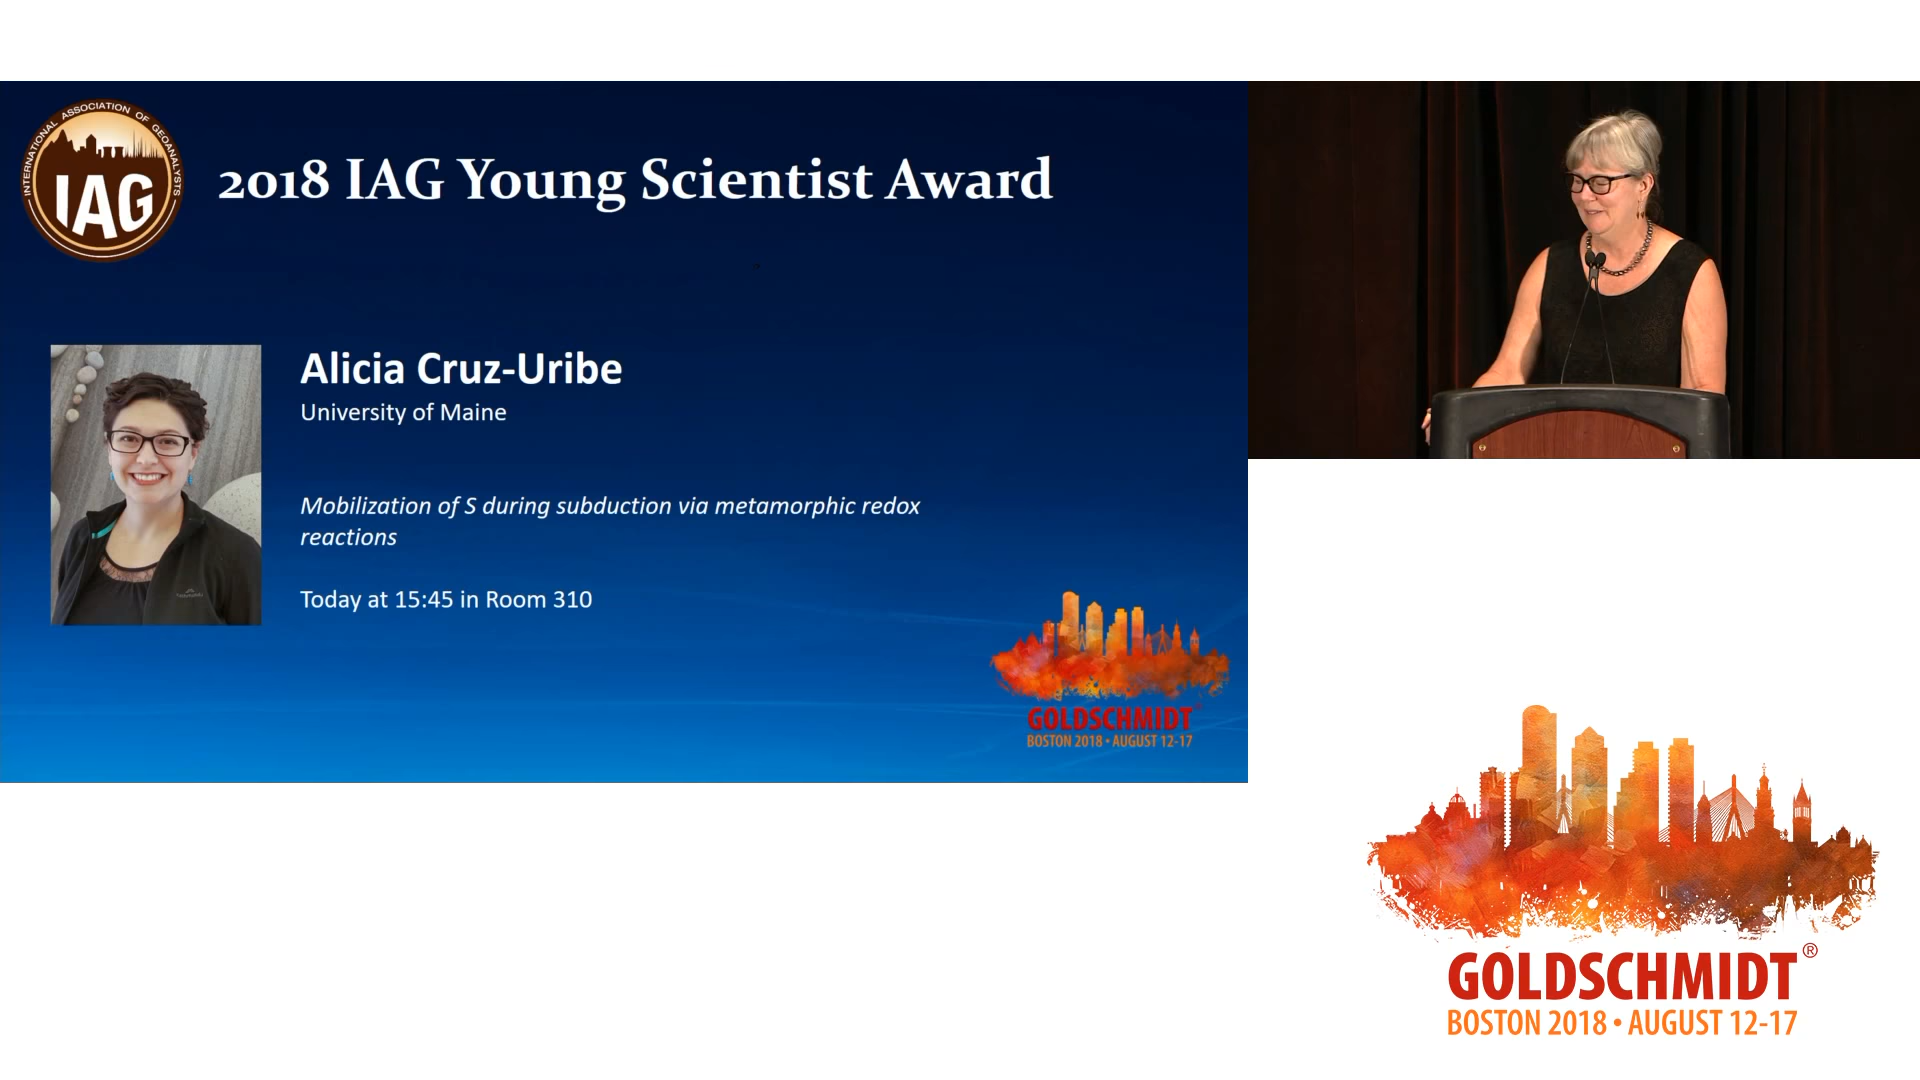 INTERNATIONAL ASSOCIATION OF GEOANALYSTS
IAG
2018 IAG Young Scientist Award
Alicia Cruz-Uribe
University of Maine
Mobilization of S during subduction via metamorphic redox
reactions
Today at 15:45 in Room 310
GOLDSCHMIDT
BOSTON 2018 • AUGUST 12-17
GOLDSCHMIDT®
BOSTON 2018 • AUGUST 12-17